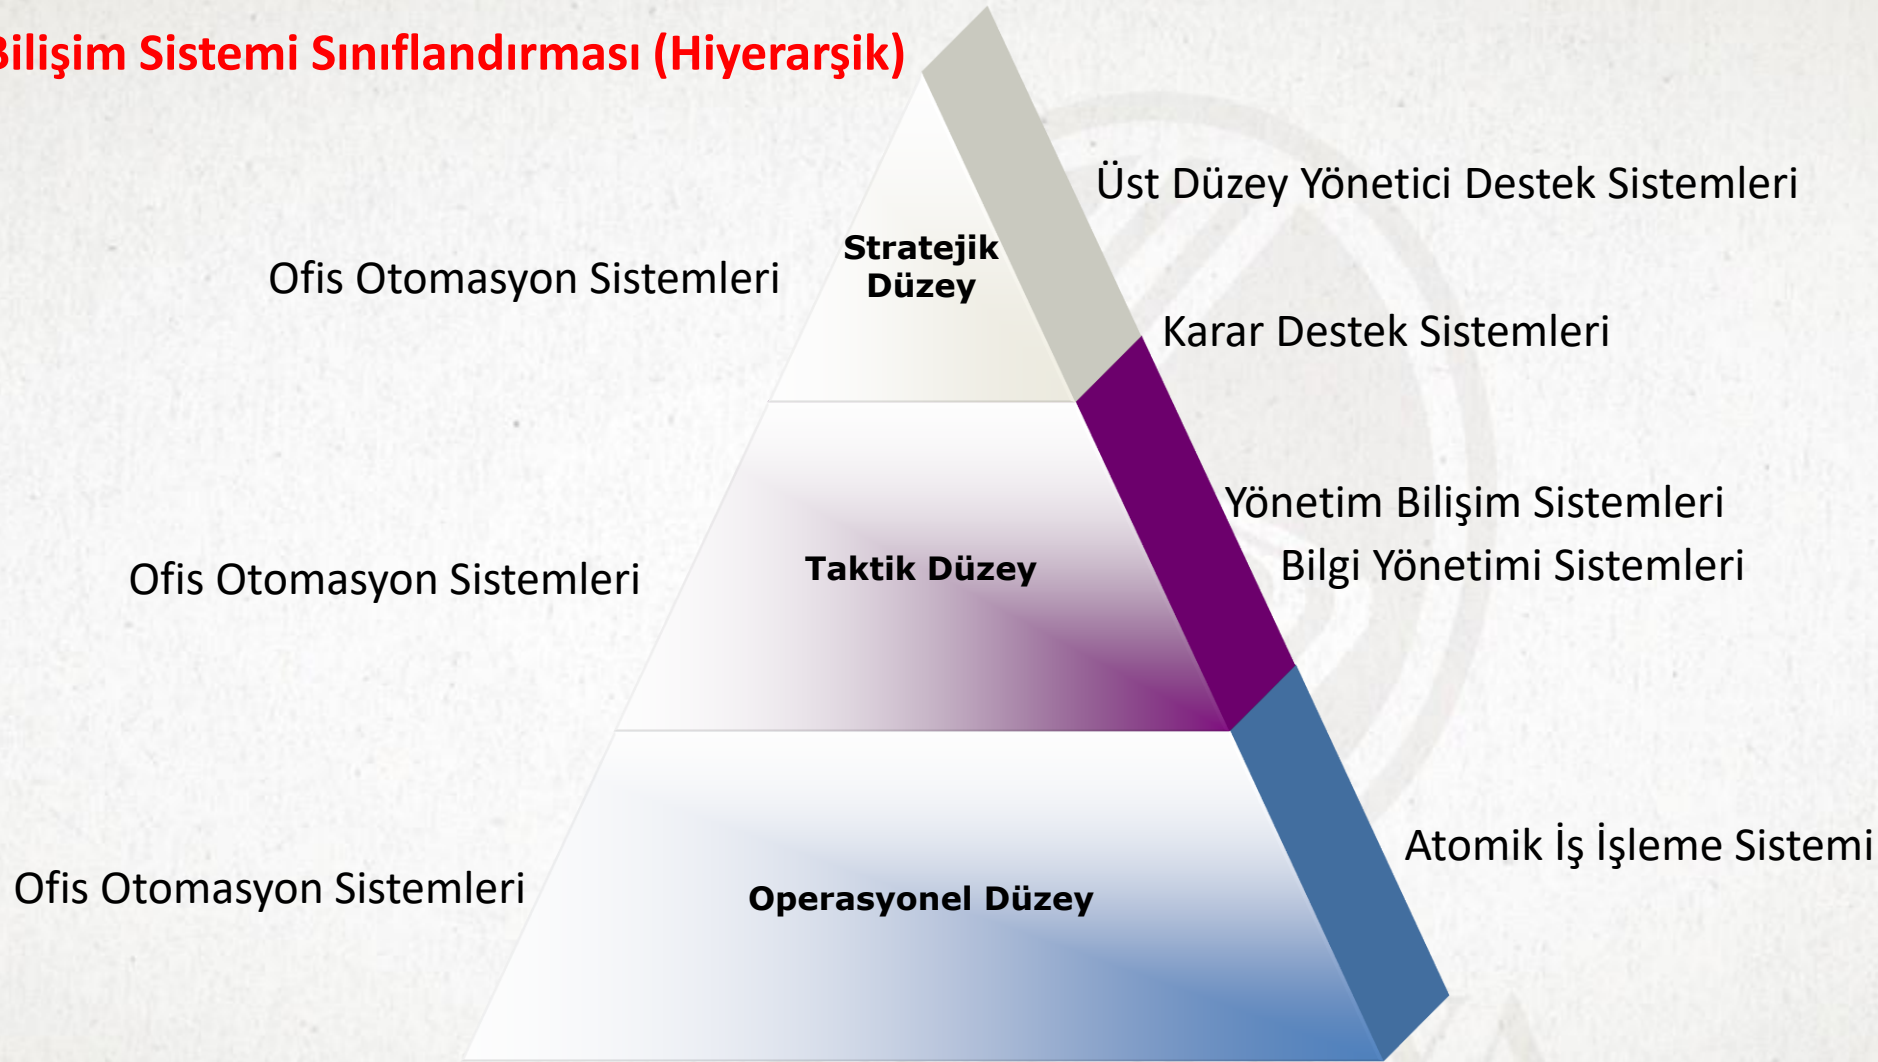 Bilişim Sistemi Sınıflandırması (Hiyerarşik)
Üst Düzey Yönetici Destek Sistemleri
Stratejik
Düzey
Ofis Otomasyon Sistemleri
Karar Destek Sistemleri
Yönetim Bilişim Sistemleri
Bilgi Yönetimi Sistemleri
Taktik Düzey
Ofis Otomasyon Sistemleri
Atomik İş İşleme Sistemi
Ofis Otomasyon Sistemleri
Operasyonel Düzey